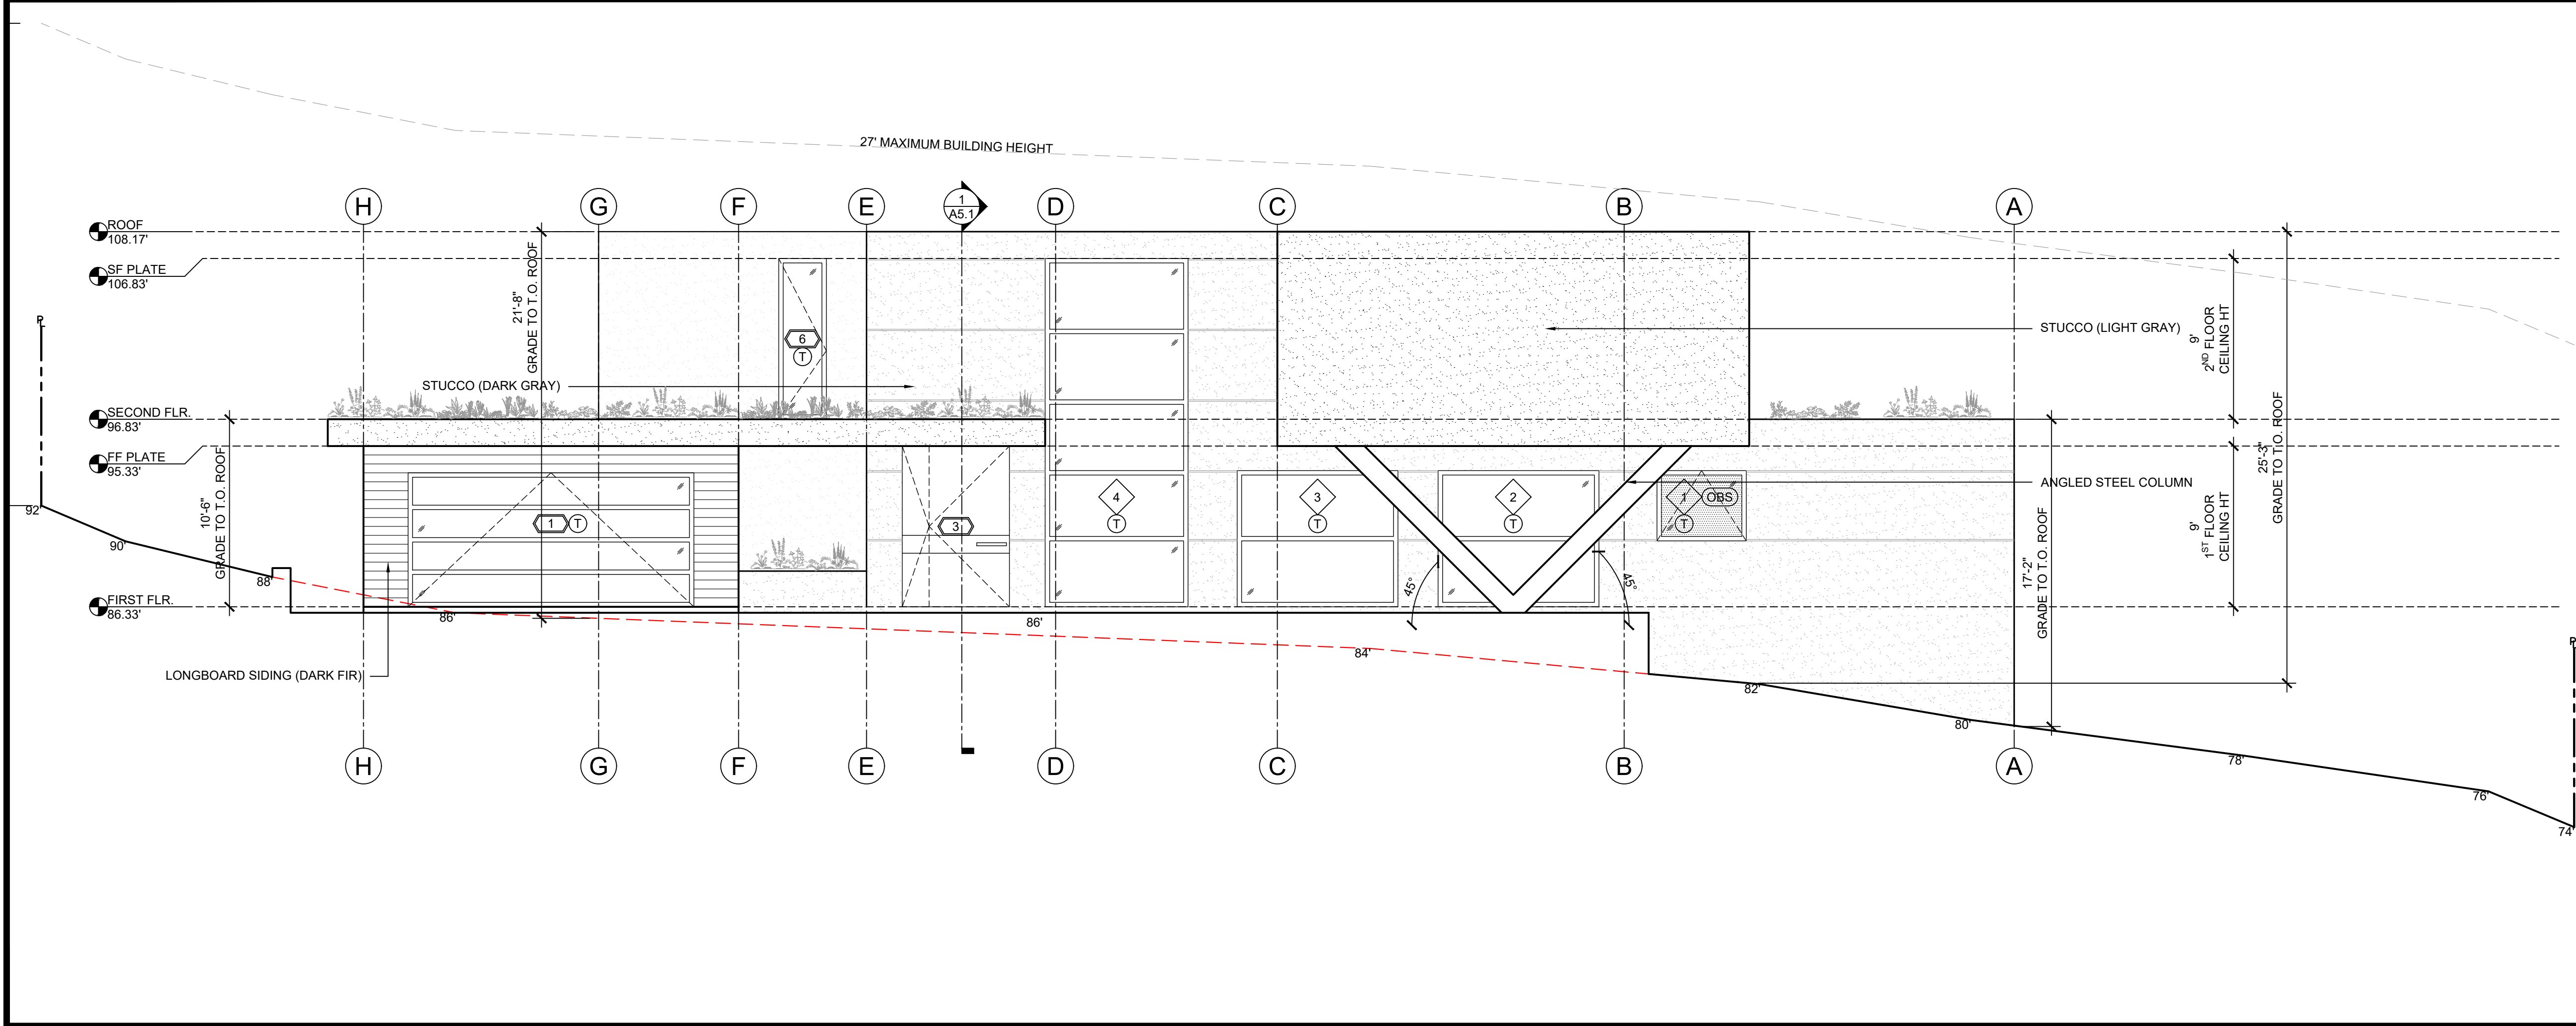 27' MAXIMUM BUILDING HEIGHT
H
G
F
E
1
A5.1
D
C
B
A
ROOF
108.17'
SF PLATE
106.83'
SECOND FLR.
96.83'
FF PLATE
95.33'
FIRST FLR.
86.33'
PL
21'-8"
GRADE TO T.O. ROOF
10'-6"
GRADE TO T.O. ROOF
STUCCO (DARK GRAY)
6
T
STUCCO (LIGHT GRAY)
9'
2ND FLOOR
CEILING HT
25'-3"
GRADE TO T.O. ROOF
ANGLED STEEL COLUMN
9'
1ST FLOOR
CEILING HT
17'-2"
GRADE TO T.O. ROOF
1
T
3
4
T
3
T
2
T
1
OBS
T
45°
45°
92'
90'
88'
86'
86'
84'
82'
80'
78'
76'
74'
PL
LONGBOARD SIDING (DARK FIR)
H
G
F
E
D
C
B
A